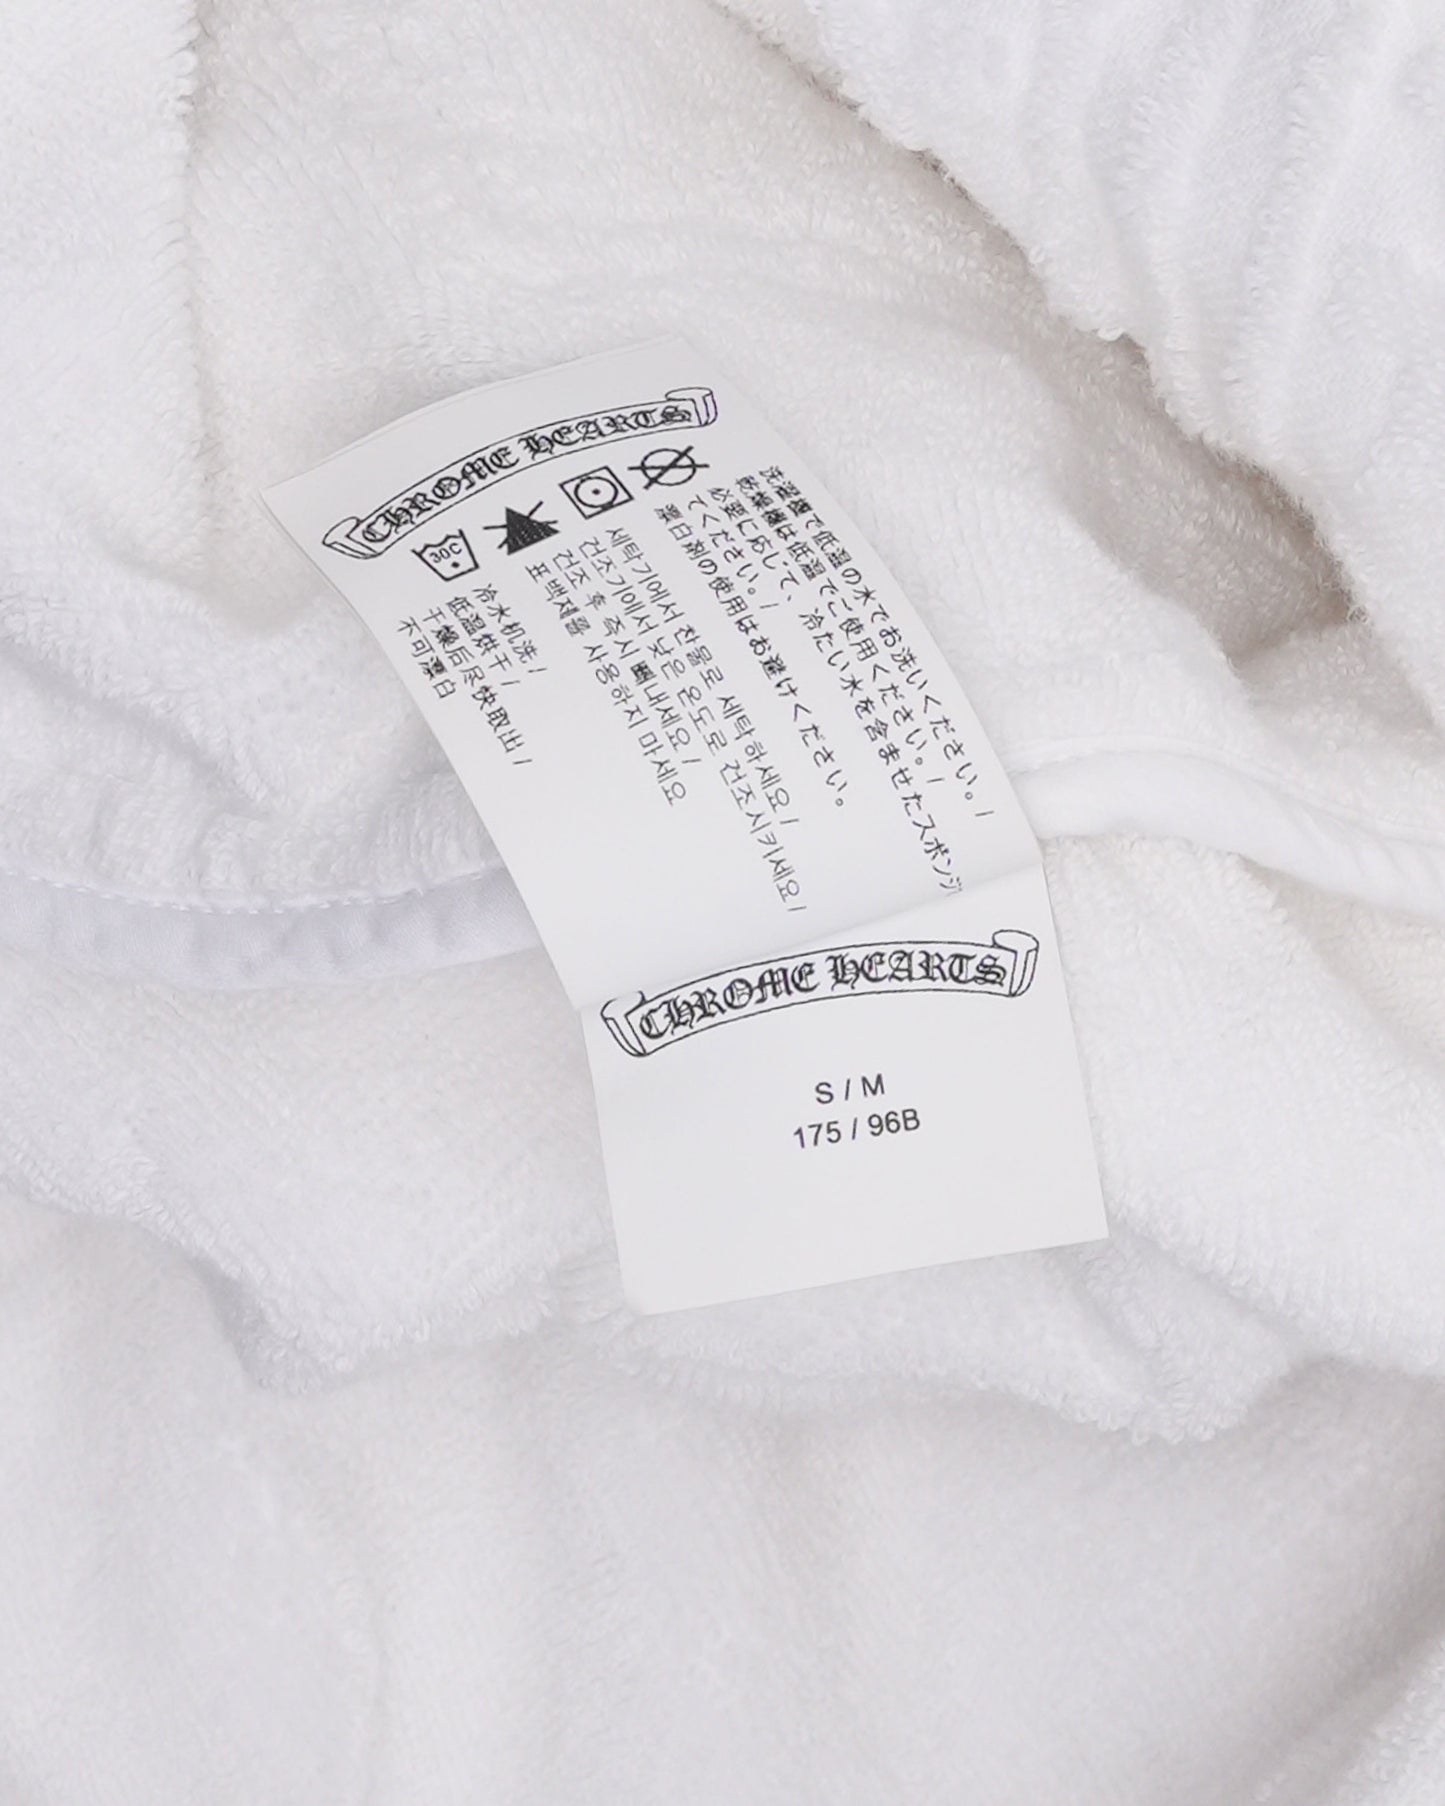 CHROME HEARTS
30C
洗濯機で低温の水でお洗いください。/
乾燥機は低温でご使用ください。/
必要に応じて、冷たい水を含ませたスポンジ
てください。/
漂白剤の使用はお避けください。
세탁기에서 찬물로 세탁하세요/
건조기에서 낮은 온도로 건조시키세요/
건조 후 즉시 빼내세요/
표백제를 사용하지 마세요
冷水机洗/
低温烘干/
干燥后尽快取出/
不可漂白
CHROME HEARTS
S / M
175 / 96B